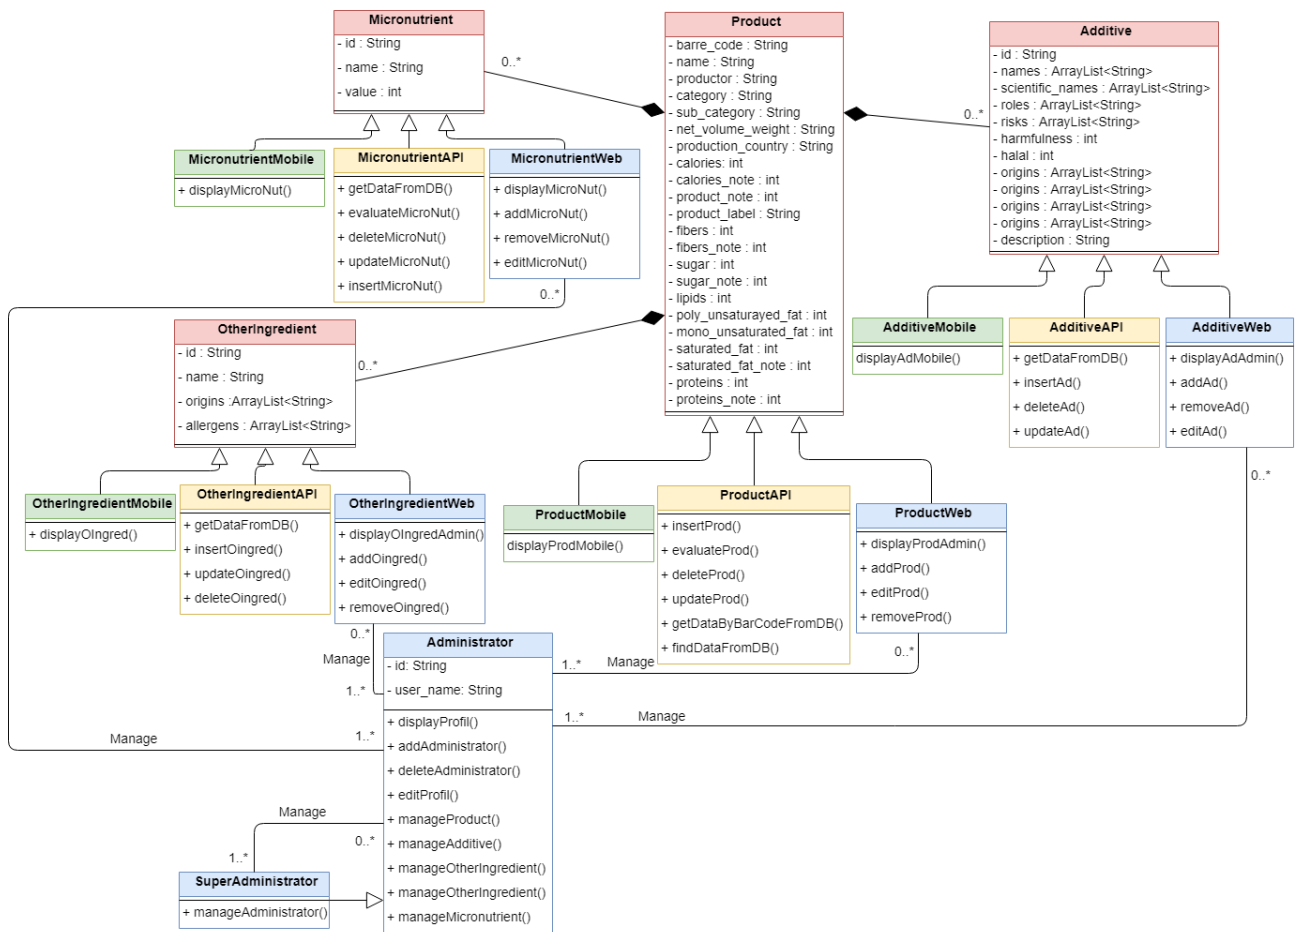 Micronutrient
- id : String
- name : String
- value : int
0..*
Product
- barre_code : String
- name : String
- productor : String
- category : String
- sub_category : String
- net_volume_weight : String
- production_country : String
- calories: int
- calories_note : int
- product_note : int
- product_label : String
- fibers : int
- fibers_note : int
- sugar : int
- sugar_note : int
- lipids : int
- poly_unsaturayed_fat : int
- mono_unsaturated_fat : int
- saturated_fat : int
- saturated_fat_note : int
- proteins : int
- proteins_note : int
0..*
Additive
- id : String
- names : ArrayList<String>
- scientific_names : ArrayList<String>
- roles : ArrayList<String>
- risks : ArrayList<String>
- harmfulness : int
- halal : int
- origins : ArrayList<String>
- origins : ArrayList<String>
- origins : ArrayList<String>
- origins : ArrayList<String>
- description : String
MicronutrientMobile
+ displayMicroNut()
MicronutrientAPI
+ getDataFromDB()
+ evaluateMicroNut()
+ deleteMicroNut()
+ updateMicroNut()
+ insertMicroNut()
MicronutrientWeb
+ displayMicroNut()
+ addMicroNut()
+ removeMicroNut()
+ editMicroNut()
0..*
OtherIngredient
- id : String
- name : String
- origins :ArrayList<String>
- allergens : ArrayList<String>
0..*
AdditiveMobile
displayAdMobile()
AdditiveAPI
+ getDataFromDB()
+ insertAd()
+ deleteAd()
+ updateAd()
AdditiveWeb
+ displayAdAdmin()
+ addAd()
+ removeAd()
+ editAd()
0..*
OtherIngredientMobile
+ displayOIngred()
OtherIngredientAPI
+ getDataFromDB()
+ insertOingred()
+ updateOingred()
+ deleteOingred()
OtherIngredientWeb
+ displayOIngredAdmin()
+ addOingred()
+ editOingred()
+ removeOingred()
0..*
Manage
1..*
ProductMobile
displayProdMobile()
ProductAPI
+ insertProd()
+ evaluateProd()
+ deleteProd()
+ updateProd()
+ getDataByBarCodeFromDB()
+ findDataFromDB()
ProductWeb
+ displayProdAdmin()
+ addProd()
+ editProd()
+ removeProd()
0..*
Administrator
- id: String
- user_name: String
+ displayProfil()
+ addAdministrator()
+ deleteAdministrator()
+ editProfil()
+ manageProduct()
+ manageAdditive()
+ manageOtherIngredient()
+ manageOtherIngredient()
+ manageMicronutrient()
1..*
Manage
1..*
Manage
Manage
1..*
Manage
0..*
1..*
SuperAdministrator
+ manageAdministrator()